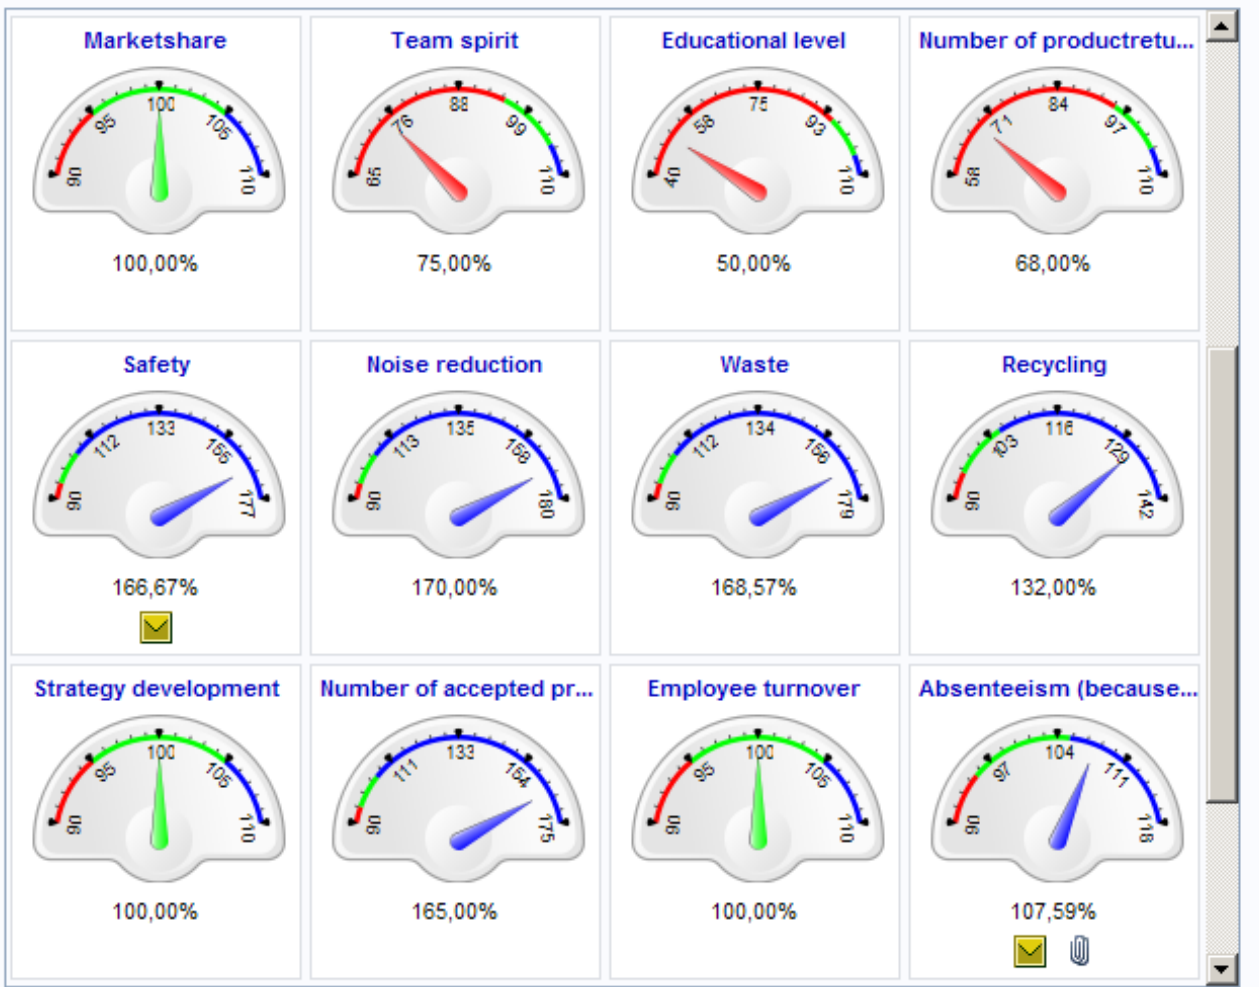 Marketshare
90 95 100 105 110
100,00%
Team spirit
65 76 88 99 110
75,00%
Educational level
40 58 75 93 110
50,00%
Number of productretu...
58 71 84 97 110
68,00%
Safety
90 112 133 155 177
166,67%
Noise reduction
90 113 135 158 180
170,00%
Waste
90 112 134 156 179
168,57%
Recycling
90 103 116 129 142
132,00%
Strategy development
90 95 100 105 110
100,00%
Number of accepted pr...
90 111 133 154 175
165,00%
Employee turnover
90 95 100 105 110
100,00%
Absenteeism (because...
90 97 104 111 118
107,59%